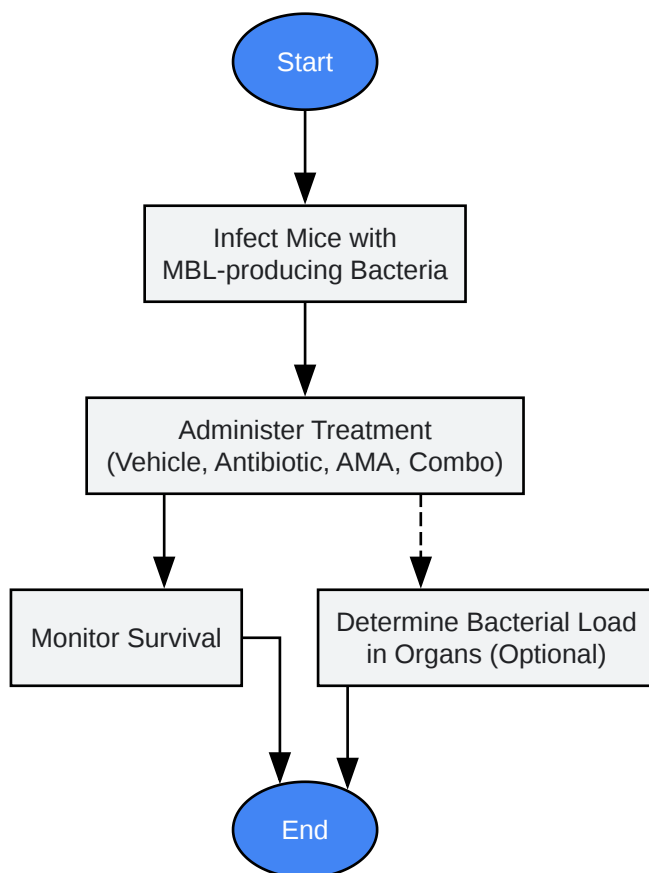 Start
Infect Mice with
MBL-producing Bacteria
Administer Treatment
(Vehicle, Antibiotic, AMA, Combo)
Monitor Survival
Determine Bacterial Load
in Organs (Optional)
End